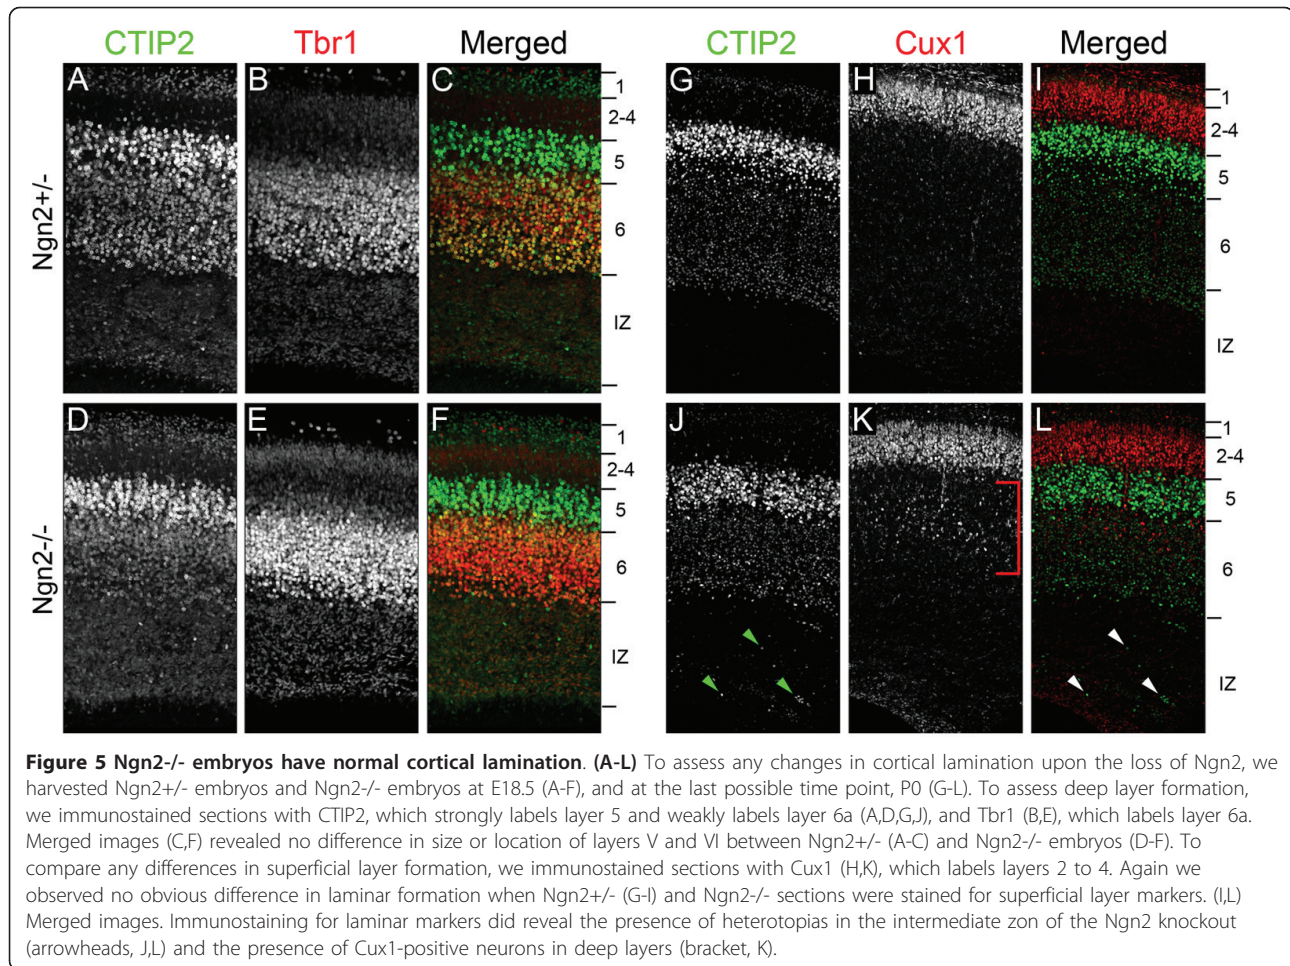 CTIP2 Tbr1 Merged CTIP2 Cux1 Merged
Ngn2+/-
A B C G H I
1
2-4
5
6
IZ
1
2-4
5
6
IZ
Ngn2-/-
D E F J K L
1
2-4
5
6
IZ
1
2-4
5
6
IZ
Figure 5 Ngn2-/- embryos have normal cortical lamination. (A-L) To assess any changes in cortical lamination upon the loss of Ngn2, we
harvested Ngn2+/- embryos and Ngn2-/- embryos at E18.5 (A-F), and at the last possible time point, P0 (G-L). To assess deep layer formation,
we immunostained sections with CTIP2, which strongly labels layer 5 and weakly labels layer 6a (A,D,G,J), and Tbr1 (B,E), which labels layer 6a.
Merged images (C,F) revealed no difference in size or location of layers V and VI between Ngn2+/- (A-C) and Ngn2-/- embryos (D-F). To
compare any differences in superficial layer formation, we immunostained sections with Cux1 (H,K), which labels layers 2 to 4. Again we
observed no obvious difference in laminar formation when Ngn2+/- (G-I) and Ngn2-/- sections were stained for superficial layer markers. (I,L)
Merged images. Immunostaining for laminar markers did reveal the presence of heterotopias in the intermediate zon of the Ngn2 knockout
(arrowheads, J,L) and the presence of Cux1-positive neurons in deep layers (bracket, K).